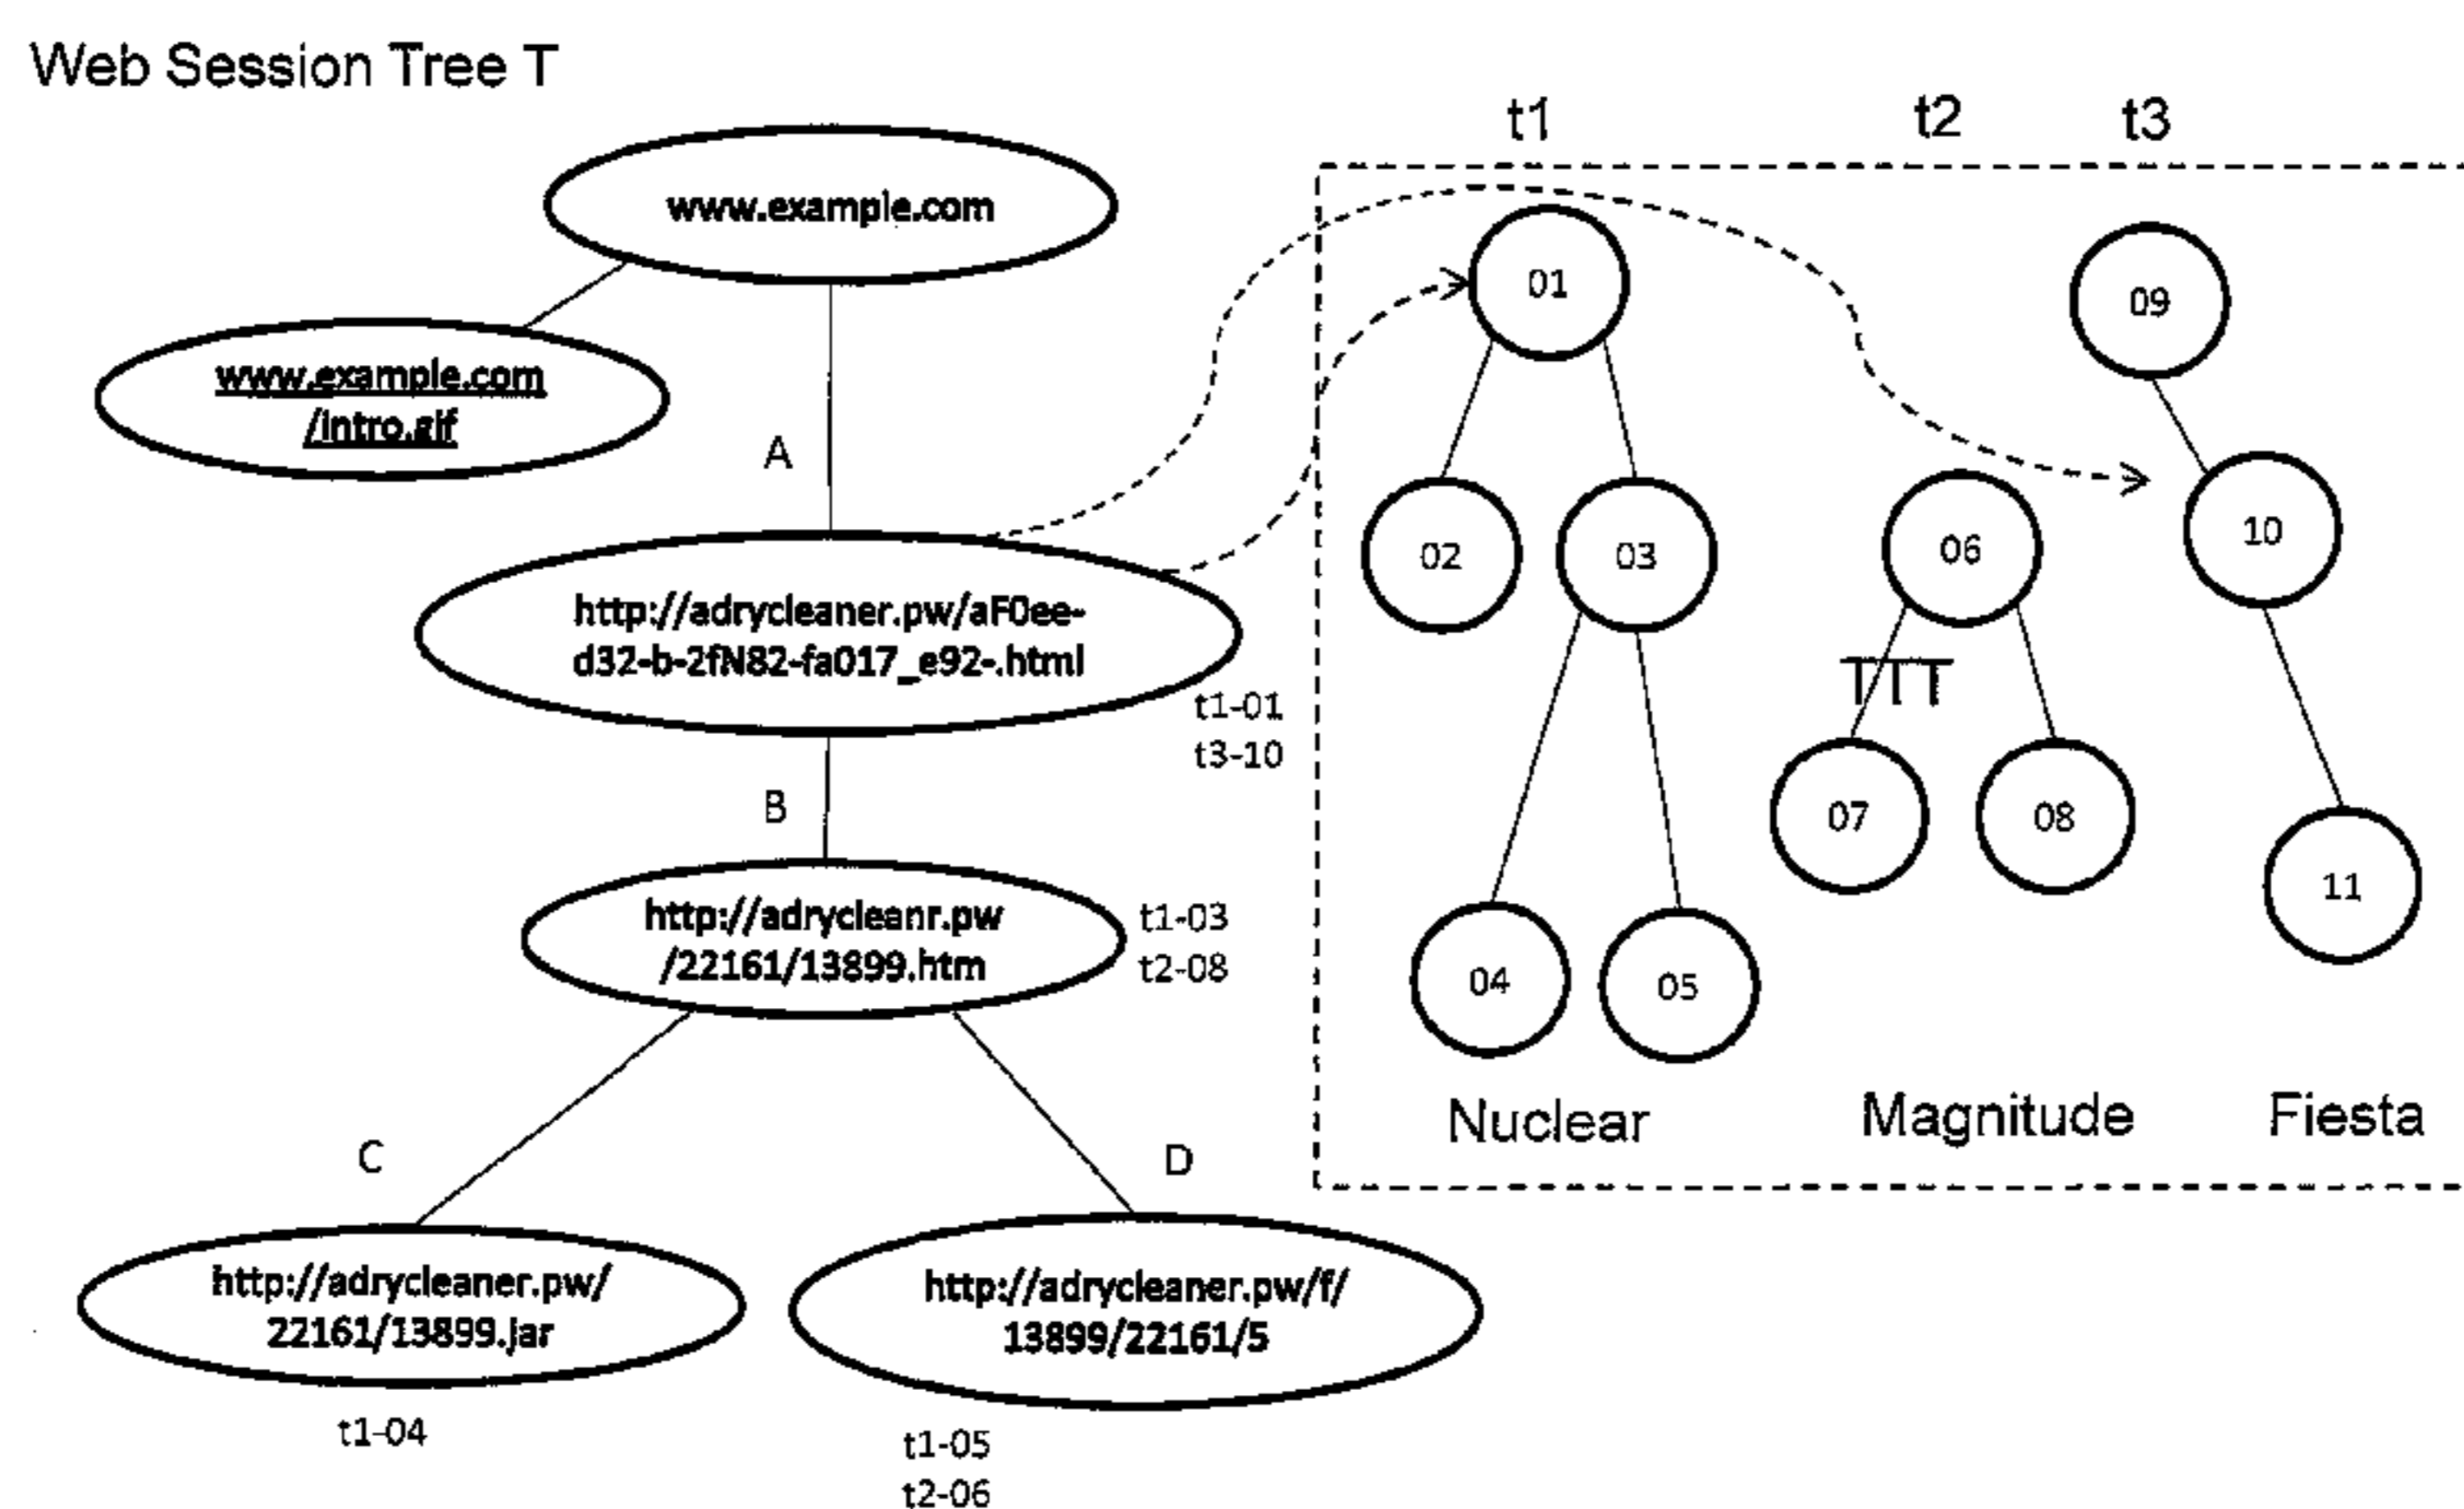 Web Session Tree T
t1
t2
t3
www.example.com
01
09
www.example.com
/intro.gif
A
02
03
06
10
http://adrycleaner.pw/aF0ee-
d32-b-2fN82-fa017_e92-.html
TTT
t1-01
t3-10
B
07
08
11
http://adrycleanr.pw
/22161/13899.htm
t1-03
t2-08
04
05
Nuclear
Magnitude
Fiesta
C
D
http://adrycleaner.pw/
22161/13899.jar
http://adrycleaner.pw/f/
13899/22161/5
t1-04
t1-05
t2-06